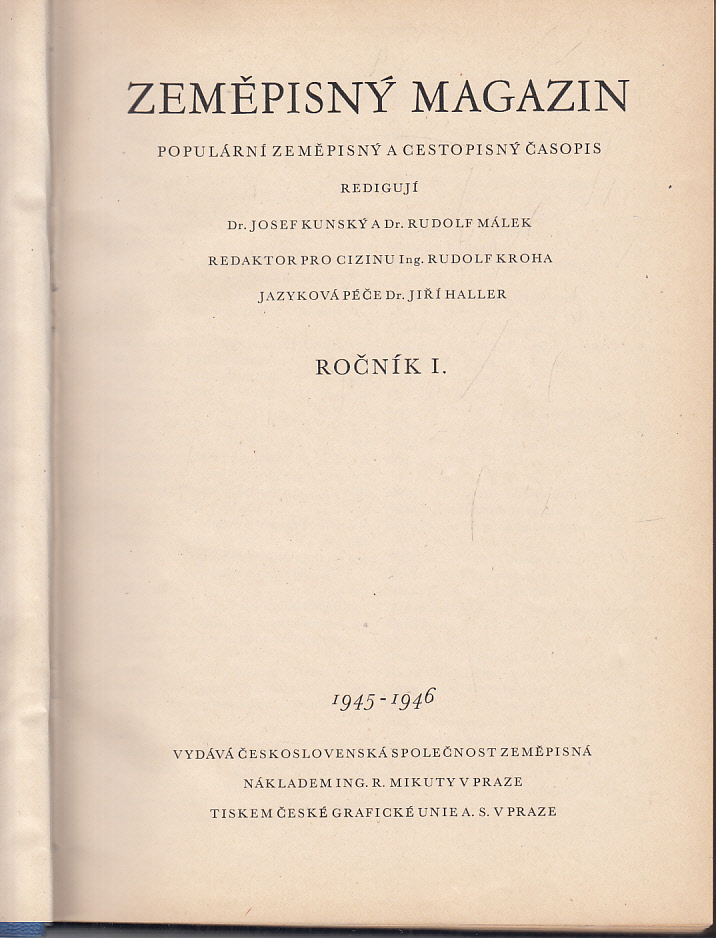 ZEMĚPISNÝ MAGAZIN
POPULÁRNÍ ZEMĚPISNÝ A CESTOPISNÝ ČASOPIS
REDIGUJÍ
Dr. JOSEF KUNSKÝ A Dr. RUDOLF MÁLEK
REDAKTOR PRO CIZINU Ing. RUDOLF KROHA
JAZYKOVÁ PÉČE Dr. JIŘÍ HALLER
ROČNÍK I.
1945-1946
VYDÁVÁ ČESKOSLOVENSKÁ SPOLEČNOST ZEMĚPISNÁ
NÁKLADEM ING. R. MIKUTY V PRAZE
TISKEM ČESKÉ GRAFICKÉ UNIE A. S. V PRAZE